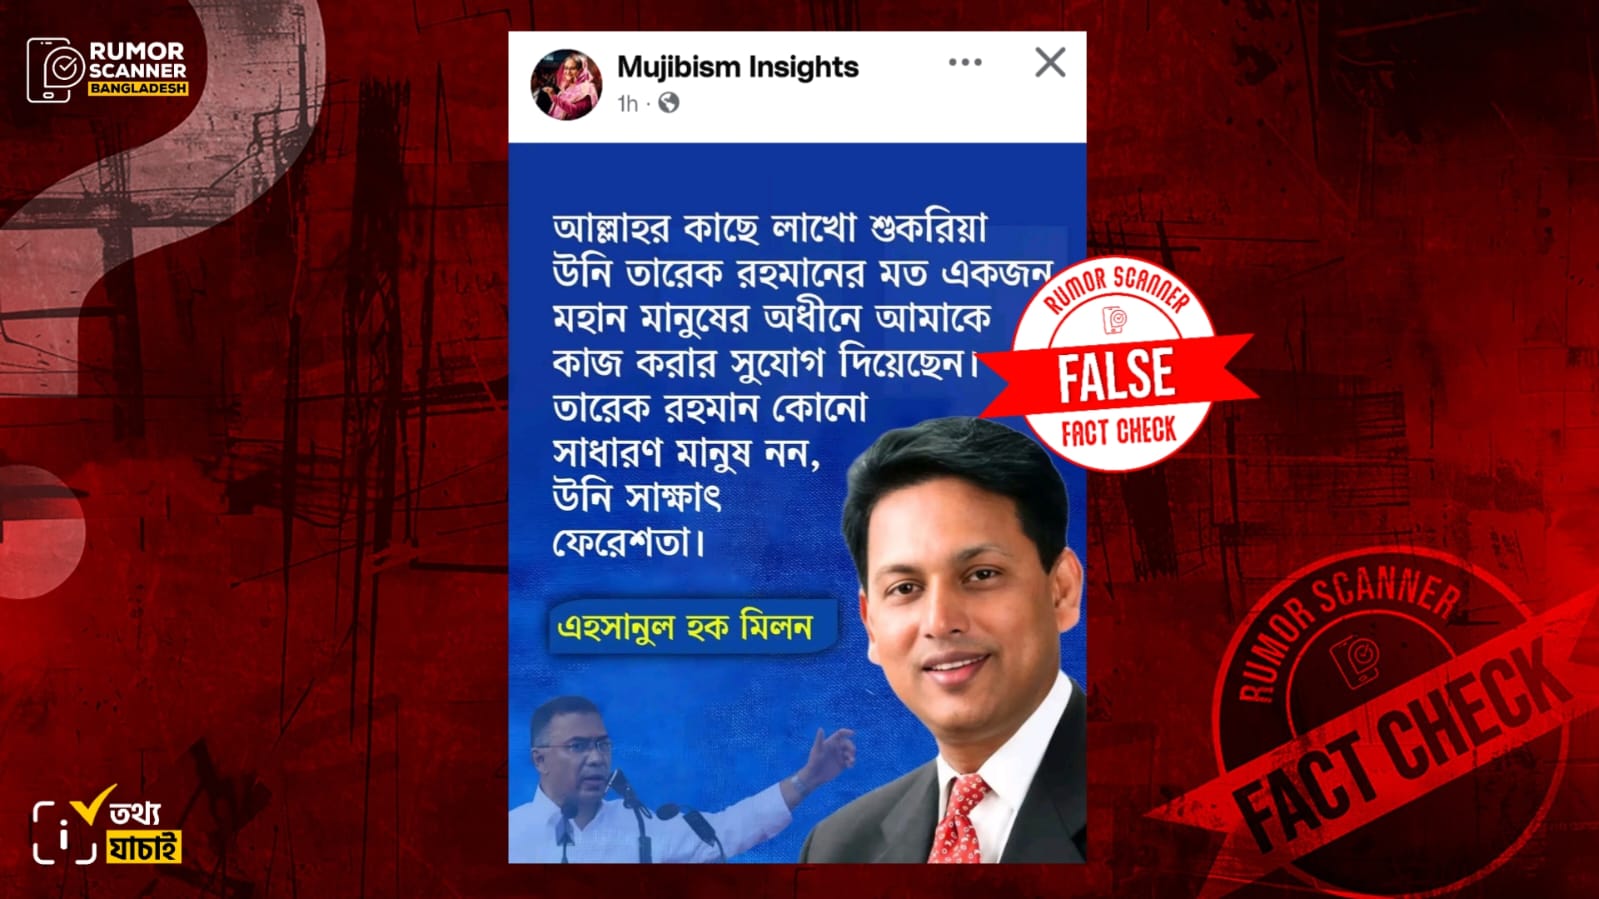 RUMOR
SCANNER
BANGLADESH
Mujibism Insights
1h ·
আল্লাহর কাছে লাখো শুকরিয়া
উনি তারেক রহমানের মত একজন
মহান মানুষের অধীনে আমাকে
কাজ করার সুযোগ দিয়েছেন।
তারেক রহমান কোনো
সাধারণ মানুষ নন,
উনি সাক্ষাৎ
ফেরেশতা।
এহসানুল হক মিলন
RUMOR SCANNER
FALSE
FACT CHECK
RUMOR SCANNER
FACT CHECK
i তথ্য
যাচাই